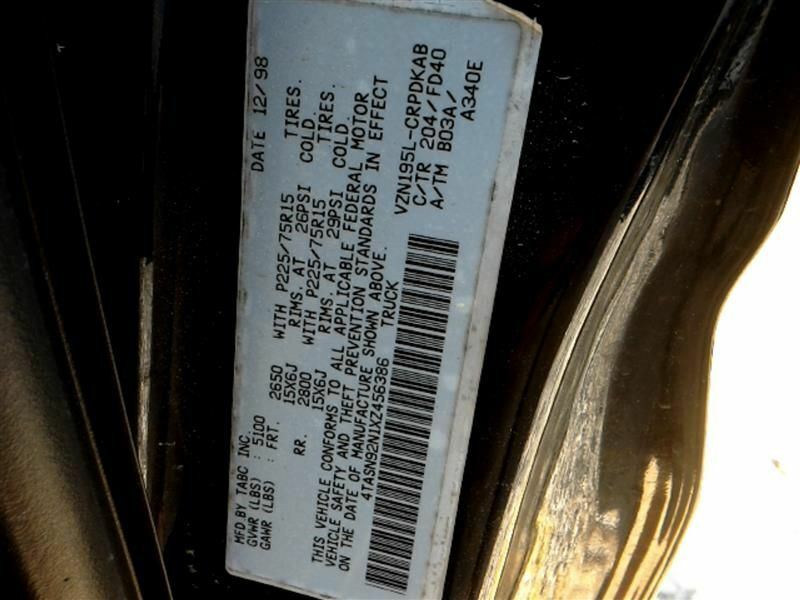 MFD BY TABC INC. DATE 12/98
GVWR (LBS) : 5100
GAWR (LBS) : FRT. 2650 WITH P225/75R15 TIRES.
15X6J RIMS. AT 26PSI COLD.
RR. 2800 WITH P225/75R15 TIRES.
15X6J RIMS. AT 29PSI COLD.
THIS VEHICLE CONFORMS TO ALL APPLICABLE FEDERAL MOTOR
VEHICLE SAFETY AND THEFT PREVENTION STANDARDS IN EFFECT
ON THE DATE OF MANUFACTURE SHOWN ABOVE.
4TASN92N1XZ456386 TRUCK
VZN195L-CRPDKAB
C/TR 204/FD40
A/TM B03A/
A340E